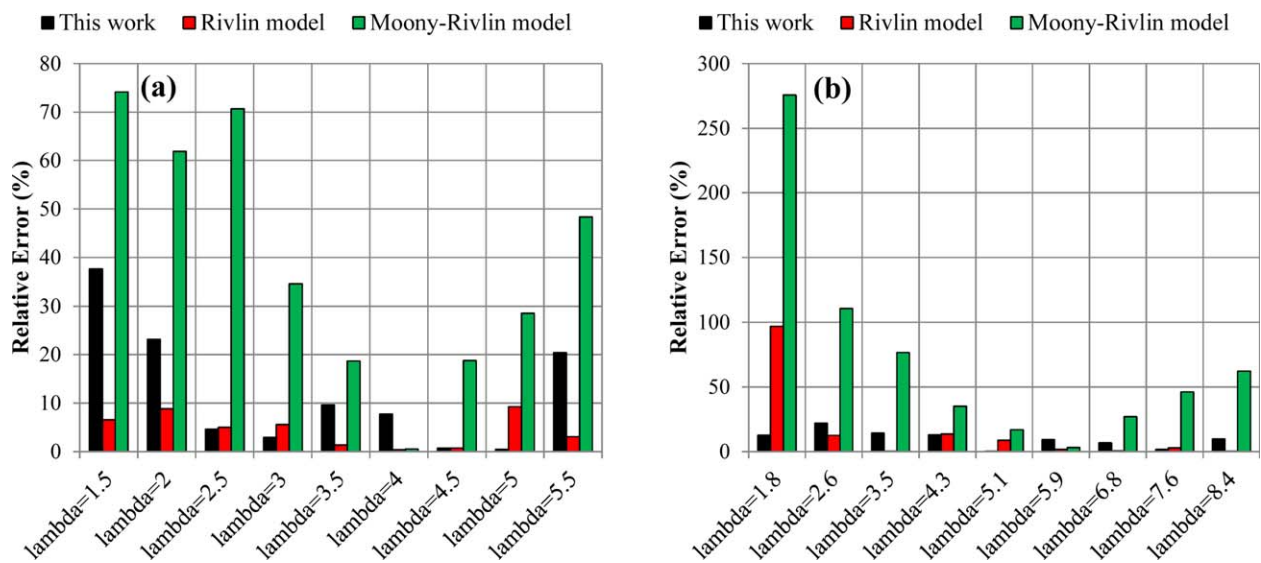 This work Rivlin model Moony-Rivlin model
(a)
Relative Error (%)
80
70
60
50
40
30
20
10
0
lambda=1.5
lambda=2
lambda=2.5
lambda=3
lambda=3.5
lambda=4
lambda=4.5
lambda=5
lambda=5.5
This work Rivlin model Moony-Rivlin model
(b)
Relative Error (%)
300
250
200
150
100
50
0
lambda=1.8
lambda=2.6
lambda=3.5
lambda=4.3
lambda=5.1
lambda=5.9
lambda=6.8
lambda=7.6
lambda=8.4